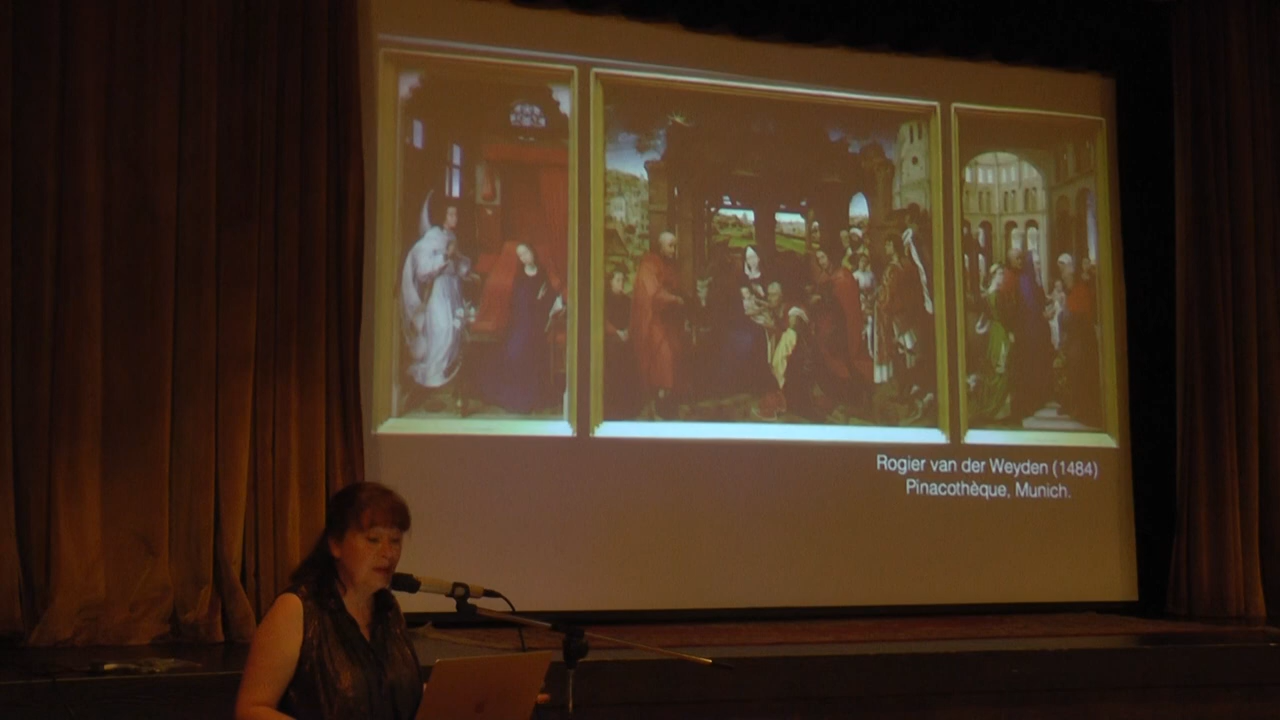 Rogier van der Weyden (1484)
Pinacothèque, Munich.